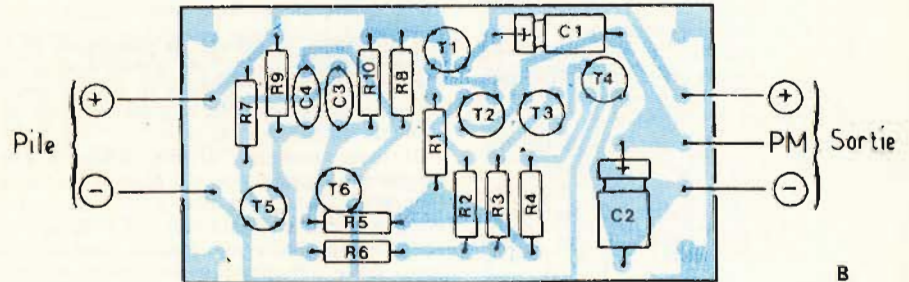 Pile
+
-
R7
R9
C4
C3
R10
R8
T1
+
C1
R1
T2
T3
T4
T5
T6
R5
R6
R2
R3
R4
+
C2
+
PM
-
Sortie
B